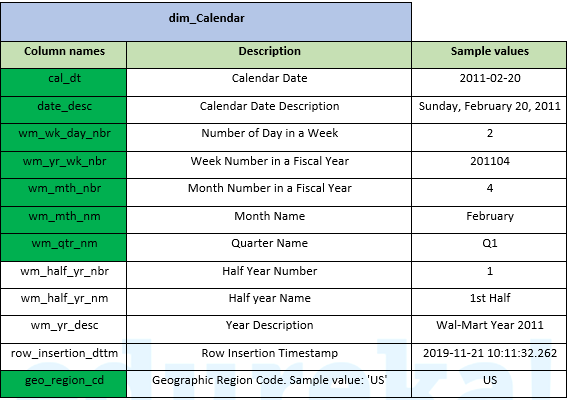 dim_Calendar
Column names Description Sample values
cal_dt Calendar Date 2011-02-20
date_desc Calendar Date Description Sunday, February 20, 2011
wm_wk_day_nbr Number of Day in a Week 2
wm_yr_wk_nbr Week Number in a Fiscal Year 201104
wm_mth_nbr Month Number in a Fiscal Year 4
wm_mth_nm Month Name February
wm_qtr_nm Quarter Name Q1
wm_half_yr_nbr Half Year Number 1
wm_half_yr_nm Half year Name 1st Half
wm_yr_desc Year Description Wal-Mart Year 2011
row_insertion_dttm Row Insertion Timestamp 2019-11-21 10:11:32.262
geo_region_cd Geographic Region Code. Sample value: 'US' US